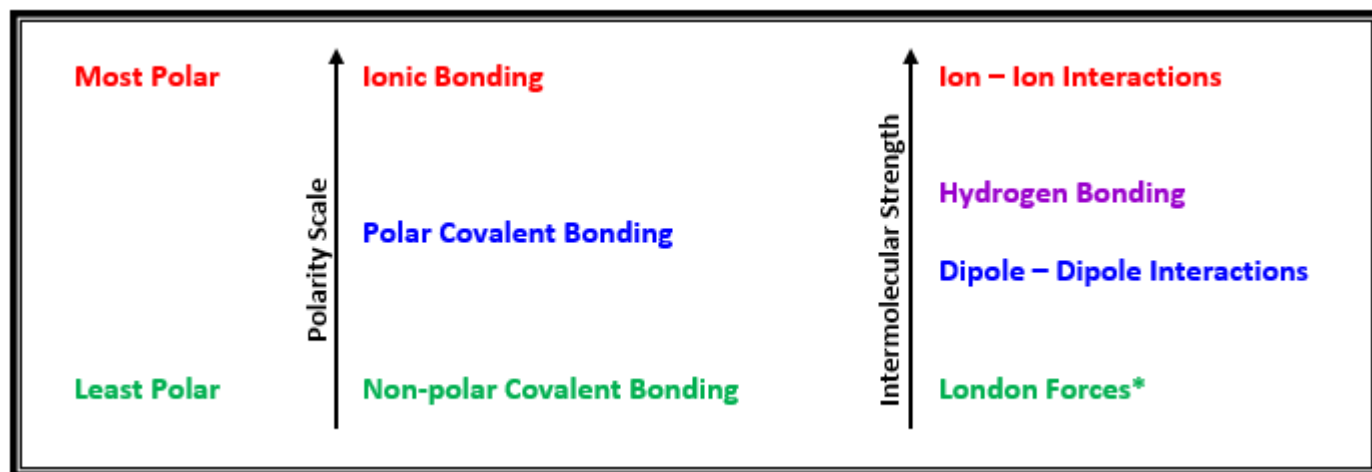 Most Polar
Ionic Bonding
Ion – Ion Interactions
Polarity Scale
Intermolecular Strength
Hydrogen Bonding
Polar Covalent Bonding
Dipole – Dipole Interactions
Least Polar
Non-polar Covalent Bonding
London Forces*